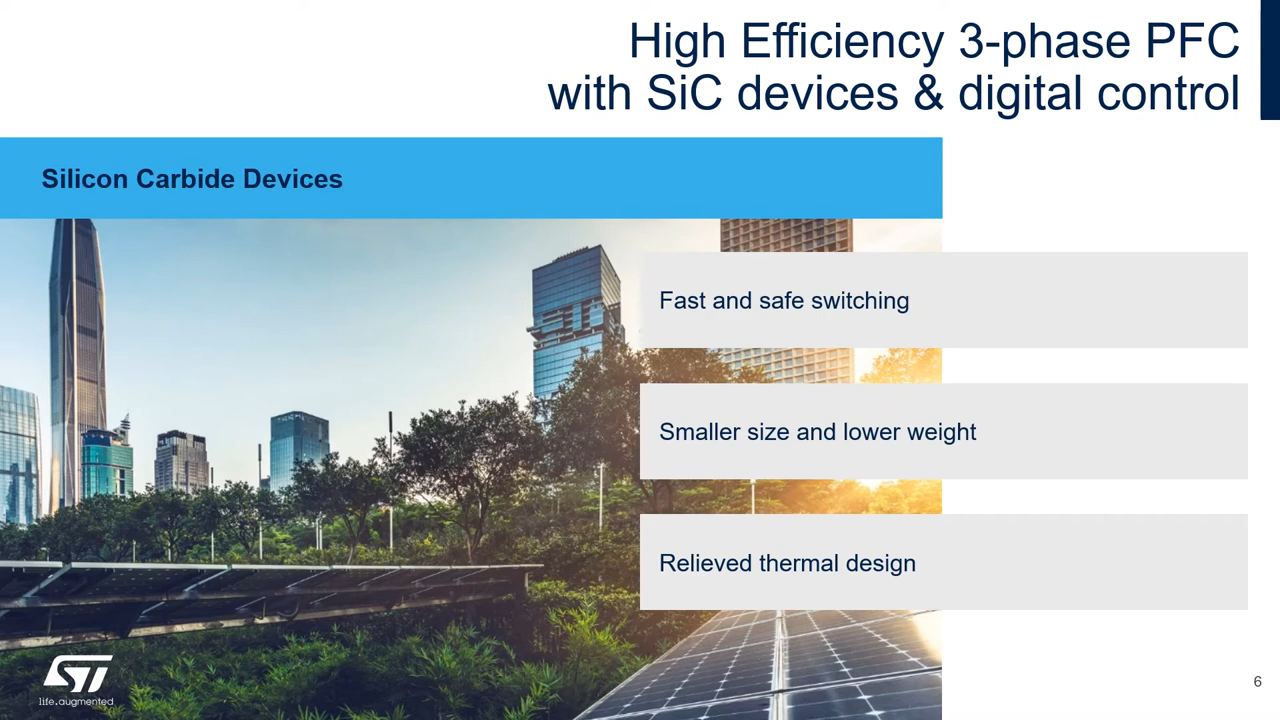 High Efficiency 3-phase PFC
with SiC devices & digital control
Silicon Carbide Devices
Fast and safe switching
Smaller size and lower weight
Relieved thermal design
ST
life.augmented
6